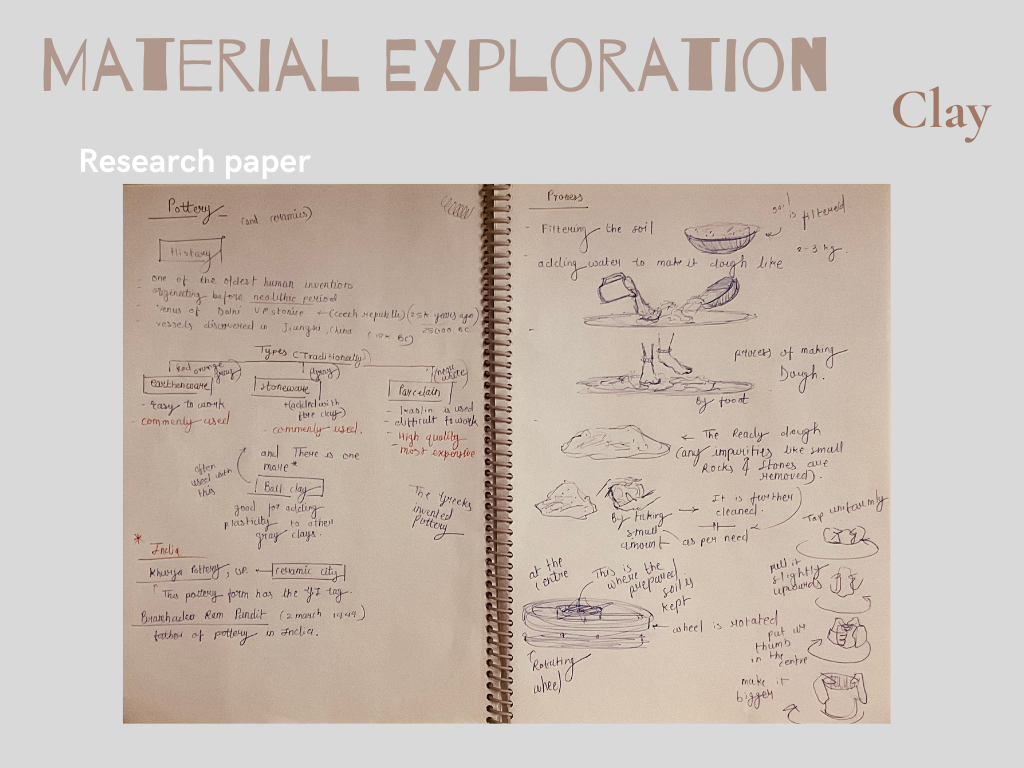 MATERIAL EXPLORATION
Clay
Research paper
Pottery (and ceramics)
History
- one of the oldest human inventions
- originating before neolithic period
- Venus of Dolni Vestonice ← (Czech republic) (25k years ago)
25000 BC
- vessels discovered in Jiangxi, China
Types (Traditionally)
Red orange gray
(gray)
Earthenware
Stoneware
Porcelain
- Easy to work
- commonly used
(added with fire clay)
- commonly used.
- kaolin is used
- difficult to work
- High quality
- most expensive
and There is one more *
often used with this
Ball clay
good for adding
plasticity to other
gray clays.
The Greeks
invented
Pottery
* India
Khurja Pottery, UP. ← ceramic city
This pottery form has the GI tag.
Bramhadeo Ram Pandit (2 march 1949)
father of pottery in India.
Process
- Filtering the soil
soil is filtered
2-3 kg.
- adding water to make it dough like
process of making
Dough.
By foot
← The Ready dough
(any impurities like small
Rocks & Stones are
removed).
By taking
small
amount
→ It is further
cleaned.
as per need
Tap uniformly
at the
centre
This is
where the
prepared
soil is
kept
pull it
slightly
upwards
wheel is rotated
put ur
thumb
in the
centre
Rotating
wheel
make it
bigger